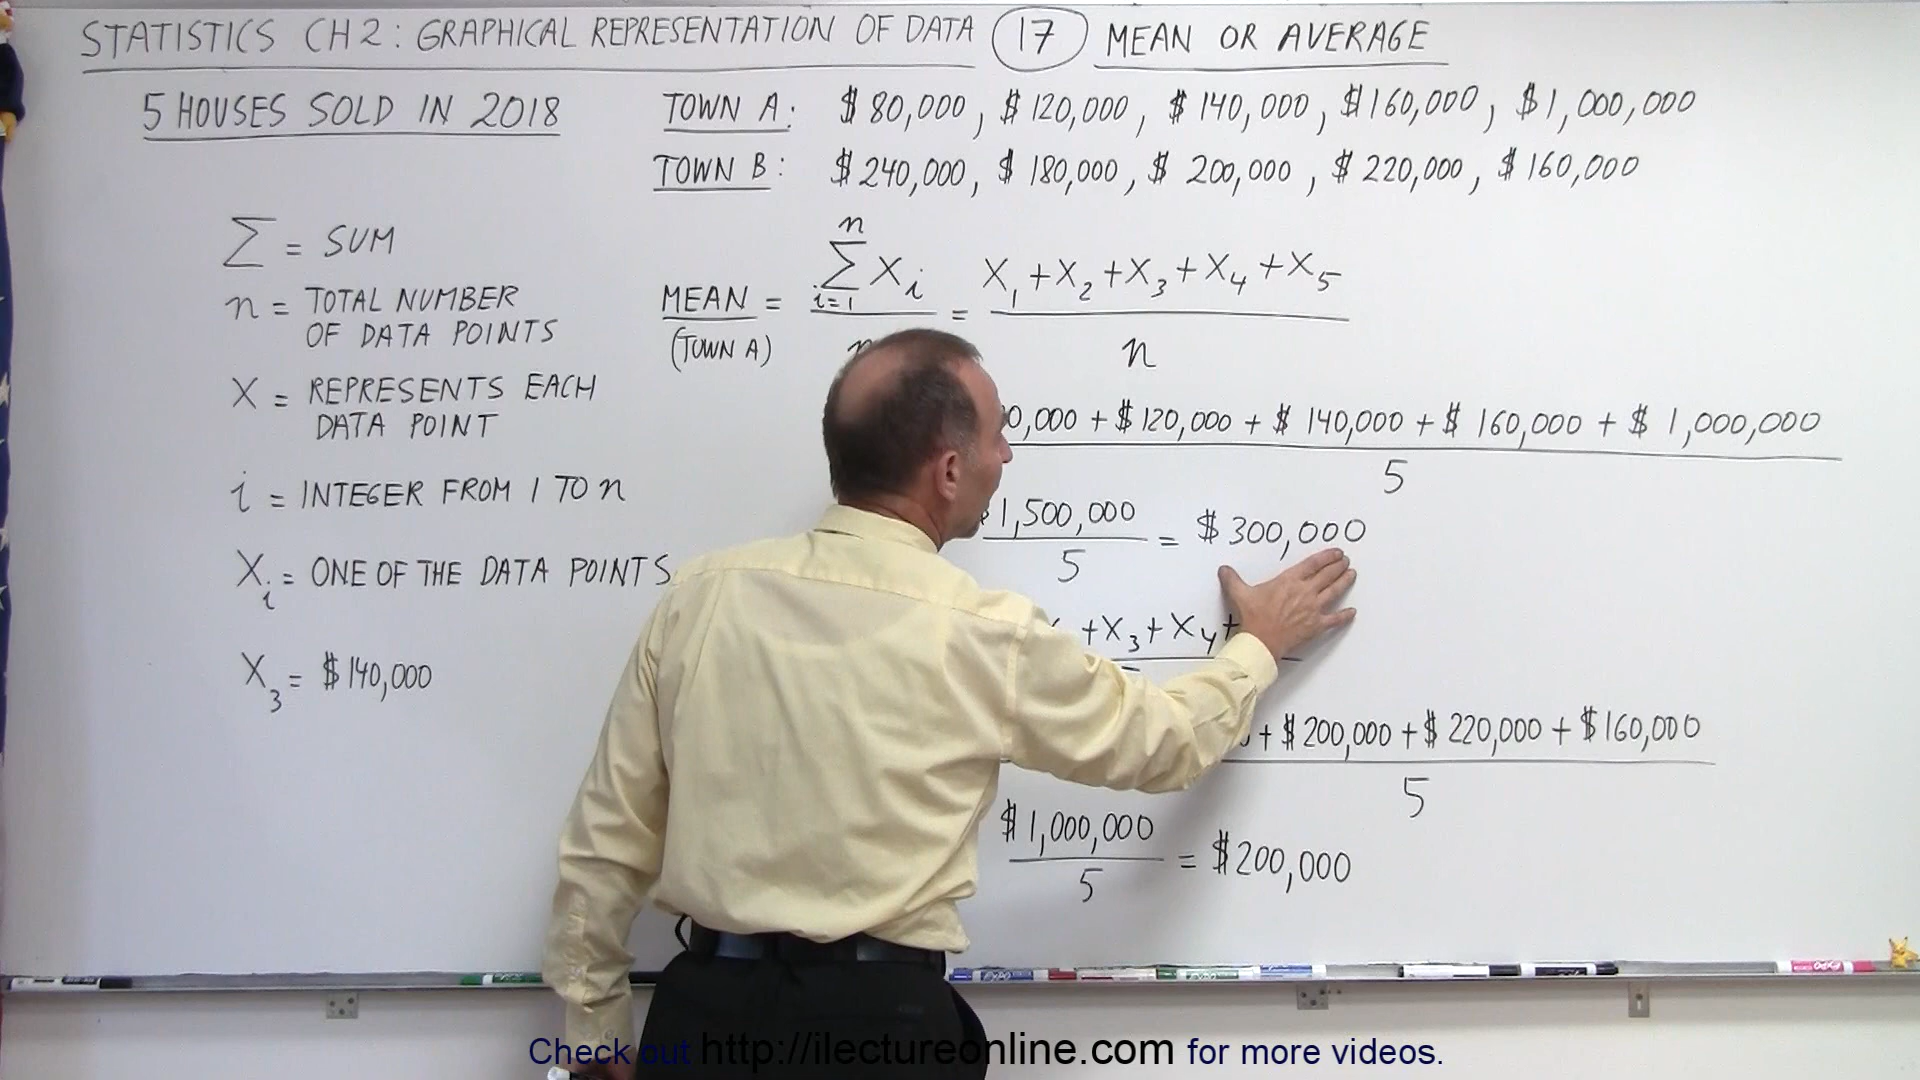 STATISTICS CH 2: GRAPHICAL REPRESENTATION OF DATA 17 MEAN OR AVERAGE
5 HOUSES SOLD IN 2018
TOWN A: $ 80,000, $ 120,000, $ 140,000, $ 160,000, $ 1,000,000
TOWN B: $ 240,000, $ 180,000, $ 200,000, $ 220,000, $ 160,000
Σ = SUM
n = TOTAL NUMBER
OF DATA POINTS
X = REPRESENTS EACH
DATA POINT
i = INTEGER FROM 1 TO n
Xi = ONE OF THE DATA POINTS
X3 = $ 140,000
n
MEAN = Σ Xi = X1 + X2 + X3 + X4 + X5
i=1
(TOWN A)
n
0,000 + $ 120,000 + $ 140,000 + $ 160,000 + $ 1,000,000
5
$ 1,500,000 = $ 300,000
5
+ X3 + X4 +
+ $ 200,000 + $ 220,000 + $ 160,000
5
$ 1,000,000 = $ 200,000
5
EXPO
Check out http://ilectureonline.com for more videos.